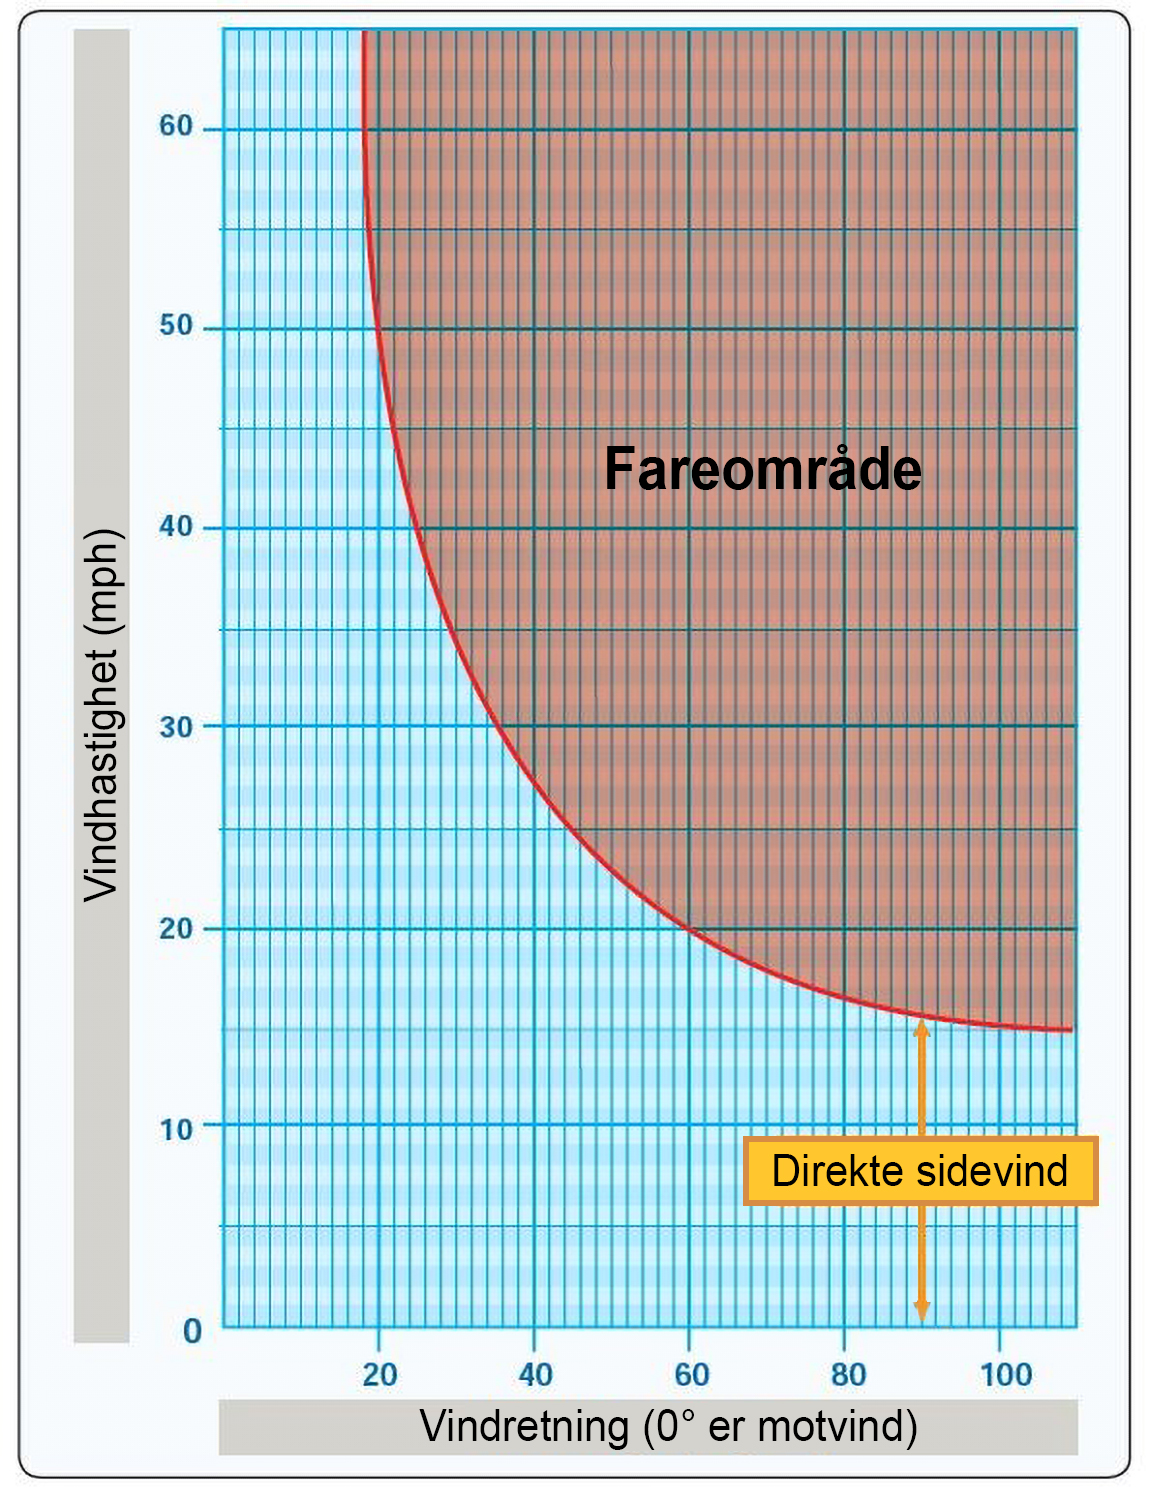 60
50
40
30
20
10
0
Vindhastighet (mph)
Fareområde
Direkte sidevind
20 40 60 80 100
Vindretning (0° er motvind)